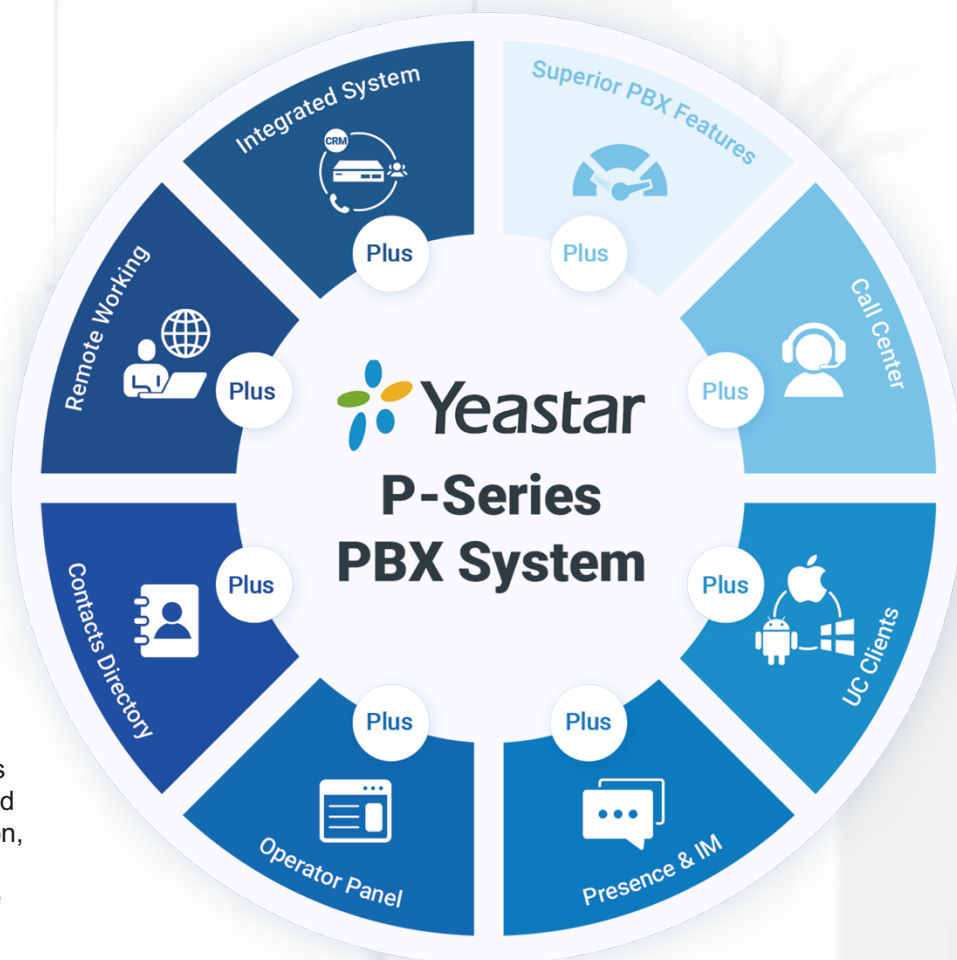 Integrated System
CRM
Plus
Superior PBX Features
Plus
Remote Working
Plus
Call Center
Plus
Yeastar
P-Series
PBX System
Contacts Directory
Plus
UC Clients
Plus
Operator Panel
Plus
Presence & IM
Plus